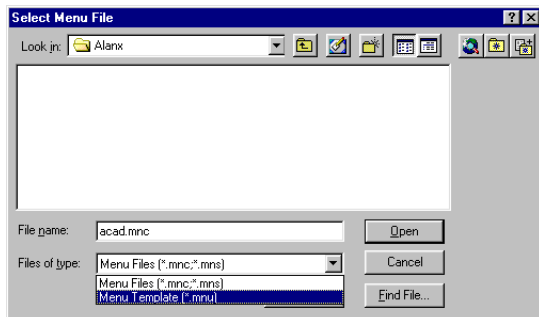 Select Menu File
Look in: Alanx
File name: acad.mnc Open
Files of type: Menu Files (*.mnc;*.mns) Cancel
Menu Files (*.mnc;*.mns)
Menu Template (*.mnu) Find File...